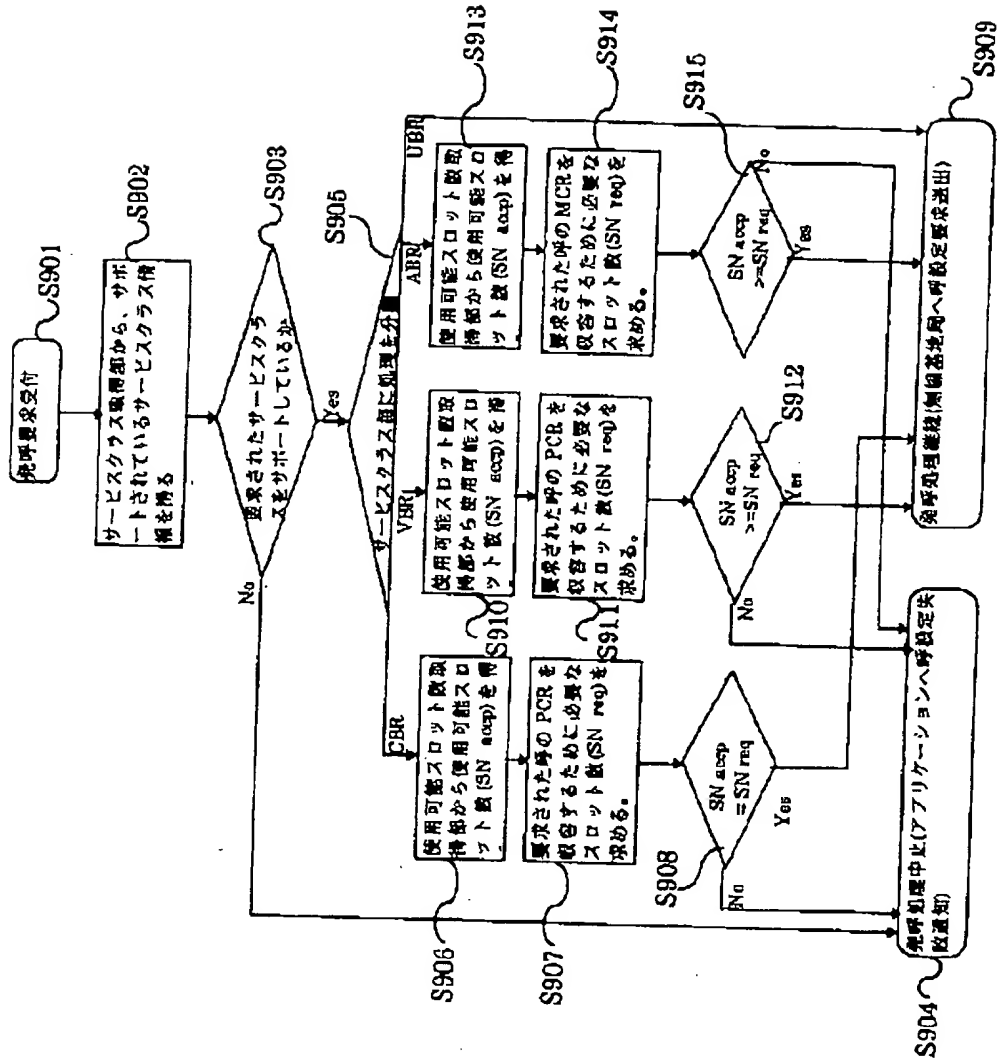 発呼要求受付
S901
サービスクラス取得部から、サポ
ートされているサービスクラス情
報を得る
S902
要求されたサービスクラ
スをサポートしているか
S903
No
Yes
サービスクラス毎に処理を分
S905
CBR
VBR
ABR
UBR
使用可能スロット数取
得部から使用可能スロ
ット数(SN accp)を得
S906
使用可能スロット数取
得部から使用可能スロ
ット数(SN accp)を得
S910
使用可能スロット数取
得部から使用可能スロ
ット数(SN accp)を得
S913
要求された呼のPCRを
収容するために必要な
スロット数(SN req)を
求める。
S907
要求された呼のPCRを
収容するために必要な
スロット数(SN req)を
求める。
S911
要求された呼のMCRを
収容するために必要な
スロット数(SN req)を
求める。
S914
SN accp
=SN req
S908
No
Yes
SN accp
>=SN req
S912
No
Yes
SN accp
>=SN req
S915
No
Yes
発呼処理中止(アプリケーションへ呼設定失
敗通知)
S904
発呼処理継続(無線基地局へ呼設定要求送出)
S909